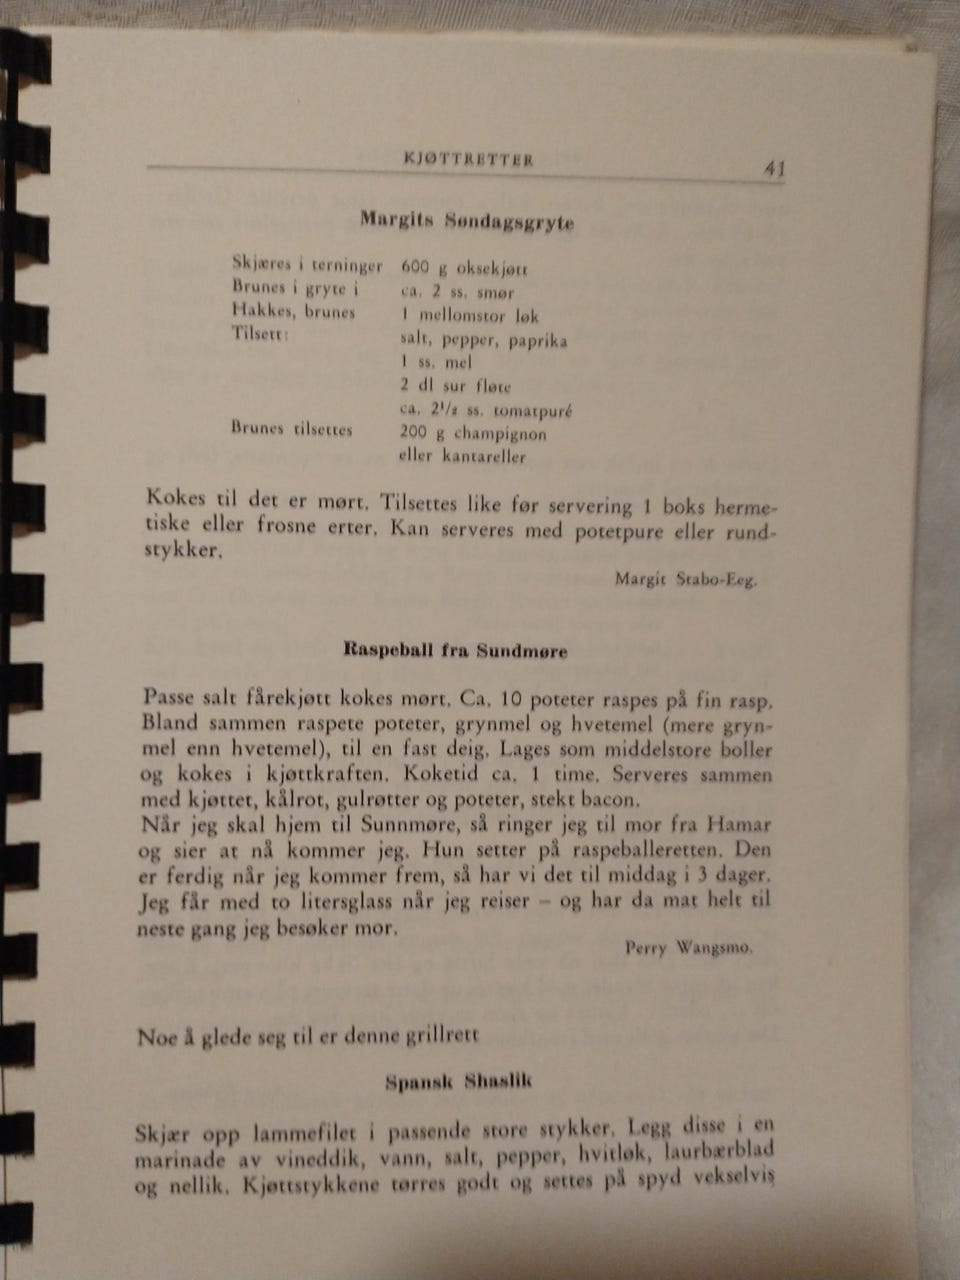 KJØTTRETTER 41
Margits Søndagsgryte
Skjæres i terninger 600 g oksekjøtt
Brunes i gryte i ca. 2 ss. smør
Hakkes, brunes 1 mellomstor løk
Tilsett: salt, pepper, paprika
1 ss. mel
2 dl sur fløte
ca. 2¹/₂ ss. tomatpuré
Brunes tilsettes 200 g champignon
eller kantareller
Kokes til det er mørt. Tilsettes like før servering 1 boks herme-
tiske eller frosne erter. Kan serveres med potetpure eller rund-
stykker.
Margit Stabo-Eeg.
Raspeball fra Sundmøre
Passe salt fårekjøtt kokes mørt. Ca. 10 poteter raspes på fin rasp.
Bland sammen raspete poteter, grynmel og hvetemel (mere gryn-
mel enn hvetemel), til en fast deig. Lages som middelstore boller
og kokes i kjøttkraften. Koketid ca. 1 time. Serveres sammen
med kjøttet, kålrot, gulrøtter og poteter, stekt bacon.
Når jeg skal hjem til Sunnmøre, så ringer jeg til mor fra Hamar
og sier at nå kommer jeg. Hun setter på raspeballeretten. Den
er ferdig når jeg kommer frem, så har vi det til middag i 3 dager.
Jeg får med to litersglass når jeg reiser – og har da mat helt til
neste gang jeg besøker mor.
Perry Wangsmo.
Noe å glede seg til er denne grillrett
Spansk Shaslik
Skjær opp lammefilet i passende store stykker. Legg disse i en
marinade av vineddik, vann, salt, pepper, hvitløk, laurbærblad
og nellik. Kjøttstykkene tørres godt og settes på spyd vekselvis